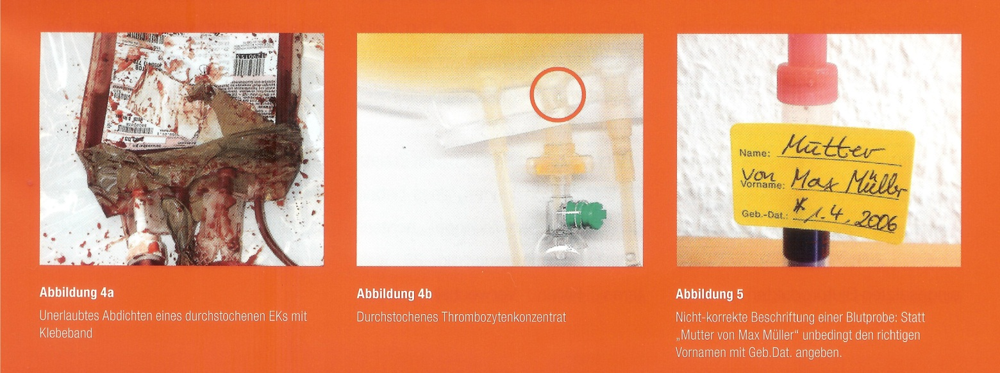 Name: Mutter
von
Vorname: Max Müller
Geb.-Dat.: * 1.4.2006
Abbildung 4a
Unerlaubtes Abdichten eines durchstochenen EKs mit
Klebeband
Abbildung 4b
Durchstochenes Thrombozytenkonzentrat
Abbildung 5
Nicht-korrekte Beschriftung einer Blutprobe: Statt
„Mutter von Max Müller“ unbedingt den richtigen
Vornamen mit Geb.Dat. angeben.